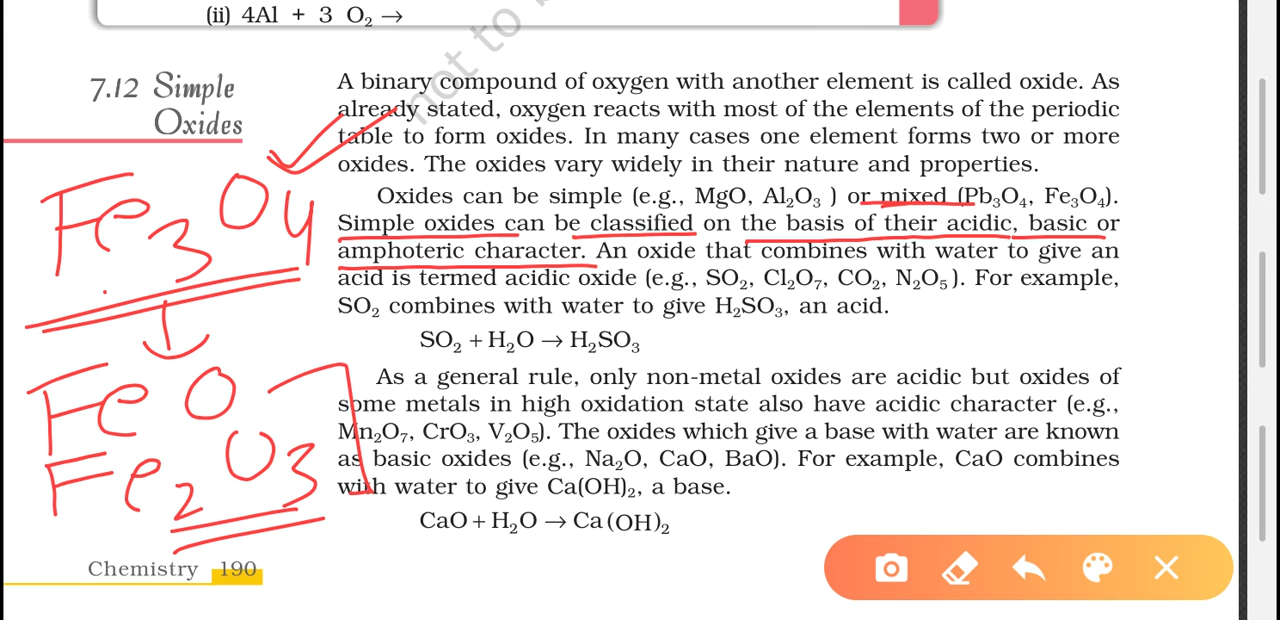 (ii) 4Al + 3 O₂ →
not to b
7.12 Simple
Oxides
A binary compound of oxygen with another element is called oxide. As
already stated, oxygen reacts with most of the elements of the periodic
table to form oxides. In many cases one element forms two or more
oxides. The oxides vary widely in their nature and properties.
Oxides can be simple (e.g., MgO, Al₂O₃ ) or mixed (Pb₃O₄, Fe₃O₄).
Simple oxides can be classified on the basis of their acidic, basic or
amphoteric character. An oxide that combines with water to give an
acid is termed acidic oxide (e.g., SO₂, Cl₂O₇, CO₂, N₂O₅ ). For example,
SO₂ combines with water to give H₂SO₃, an acid.
SO₂ + H₂O → H₂SO₃
As a general rule, only non-metal oxides are acidic but oxides of
some metals in high oxidation state also have acidic character (e.g.,
Mn₂O₇, CrO₃, V₂O₅). The oxides which give a base with water are known
as basic oxides (e.g., Na₂O, CaO, BaO). For example, CaO combines
with water to give Ca(OH)₂, a base.
CaO + H₂O → Ca (OH)₂
Fe₃O₄
FeO
Fe₂O₃
Chemistry 190